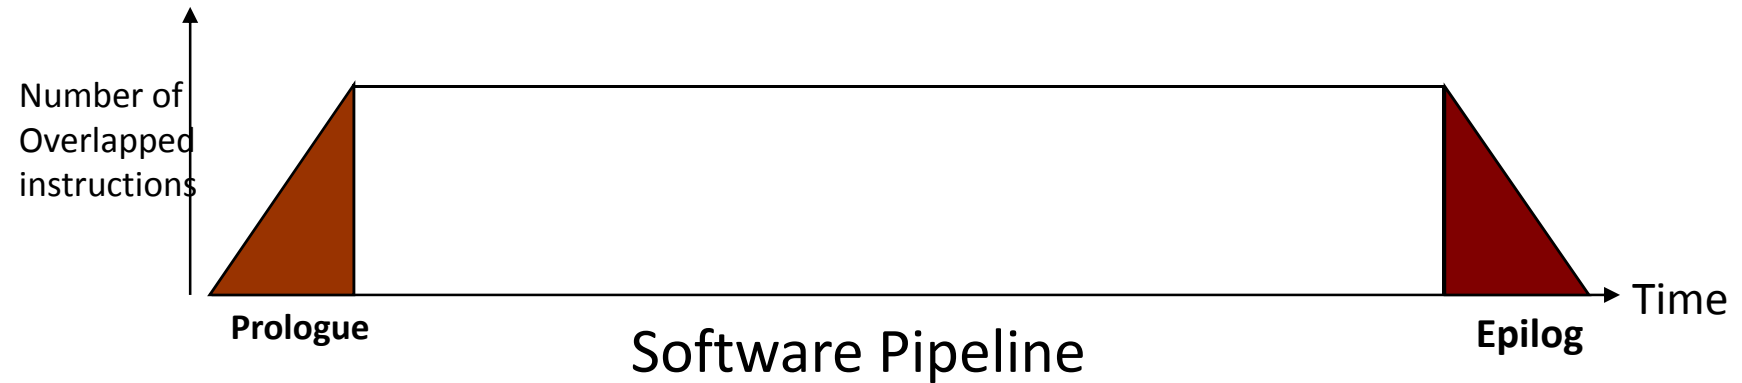 Number of
Overlapped
instructions
Time
Prologue
Epilog
Software Pipeline